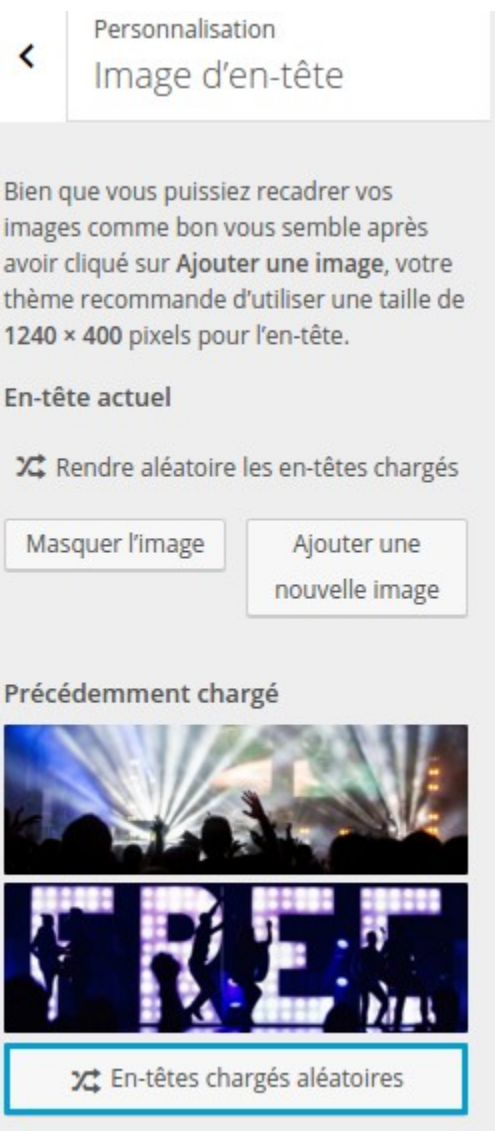 Personnalisation
Image d’en-tête
Bien que vous puissiez recadrer vos
images comme bon vous semble après
avoir cliqué sur Ajouter une image, votre
thème recommande d’utiliser une taille de
1240 × 400 pixels pour l’en-tête.
En-tête actuel
Rendre aléatoire les en-têtes chargés
Masquer l’image
Ajouter une
nouvelle image
Précédemment chargé
FREE
En-têtes chargés aléatoires